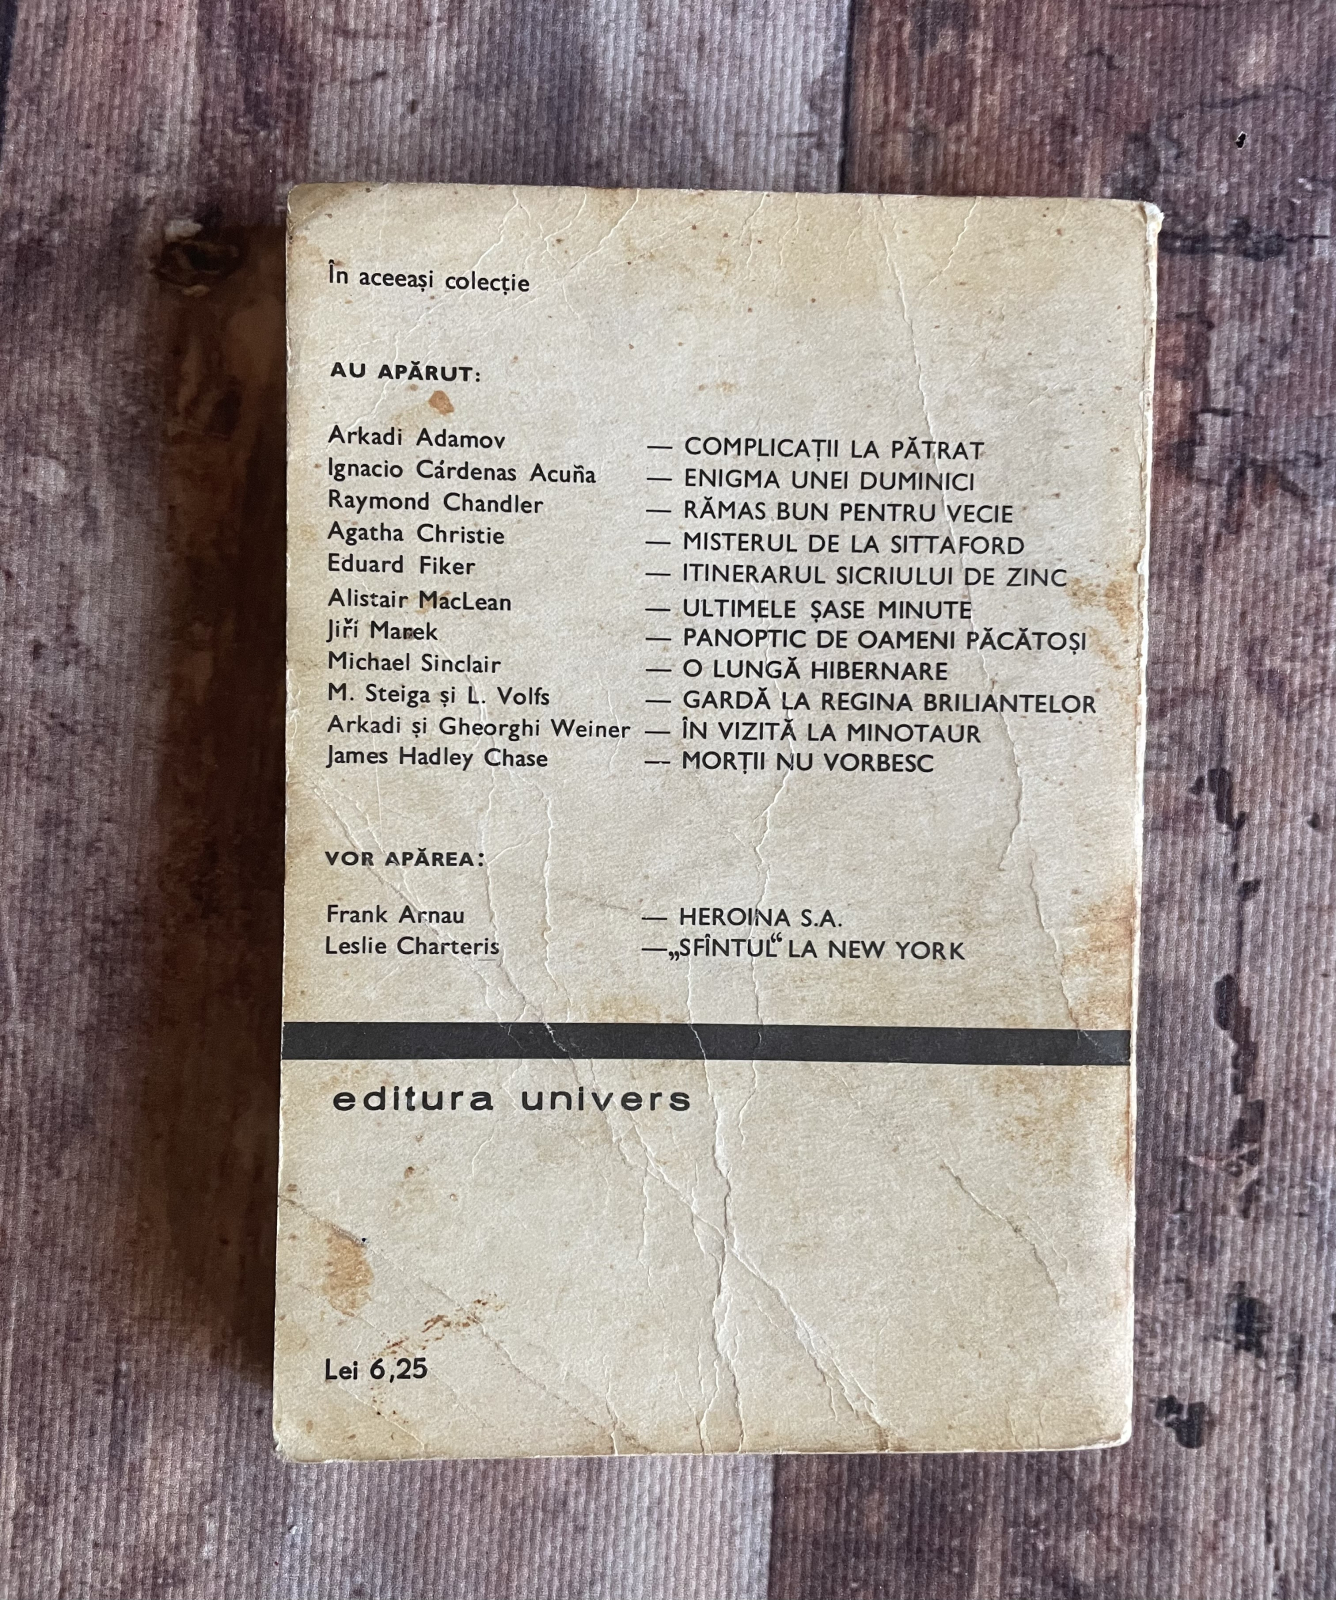 În aceeași colecție
AU APĂRUT:
Arkadi Adamov — COMPLICAȚII LA PĂTRAT
Ignacio Cárdenas Acuña — ENIGMA UNEI DUMINICI
Raymond Chandler — RĂMAS BUN PENTRU VECIE
Agatha Christie — MISTERUL DE LA SITTAFORD
Eduard Fiker — ITINERARUL SICRIULUI DE ZINC
Alistair MacLean — ULTIMELE ȘASE MINUTE
Jiří Marek — PANOPTIC DE OAMENI PĂCĂTOȘI
Michael Sinclair — O LUNGĂ HIBERNARE
M. Steiga și L. Volfs — GARDĂ LA REGINA BRILIANTELOR
Arkadi și Gheorghi Weiner — ÎN VIZITĂ LA MINOTAUR
James Hadley Chase –- MORȚII NU VORBESC
VOR APĂREA:
Frank Arnau — HEROINA S.A.
Leslie Charteris —„SFÎNTUL“ LA NEW YORK
editura univers
Lei 6,25